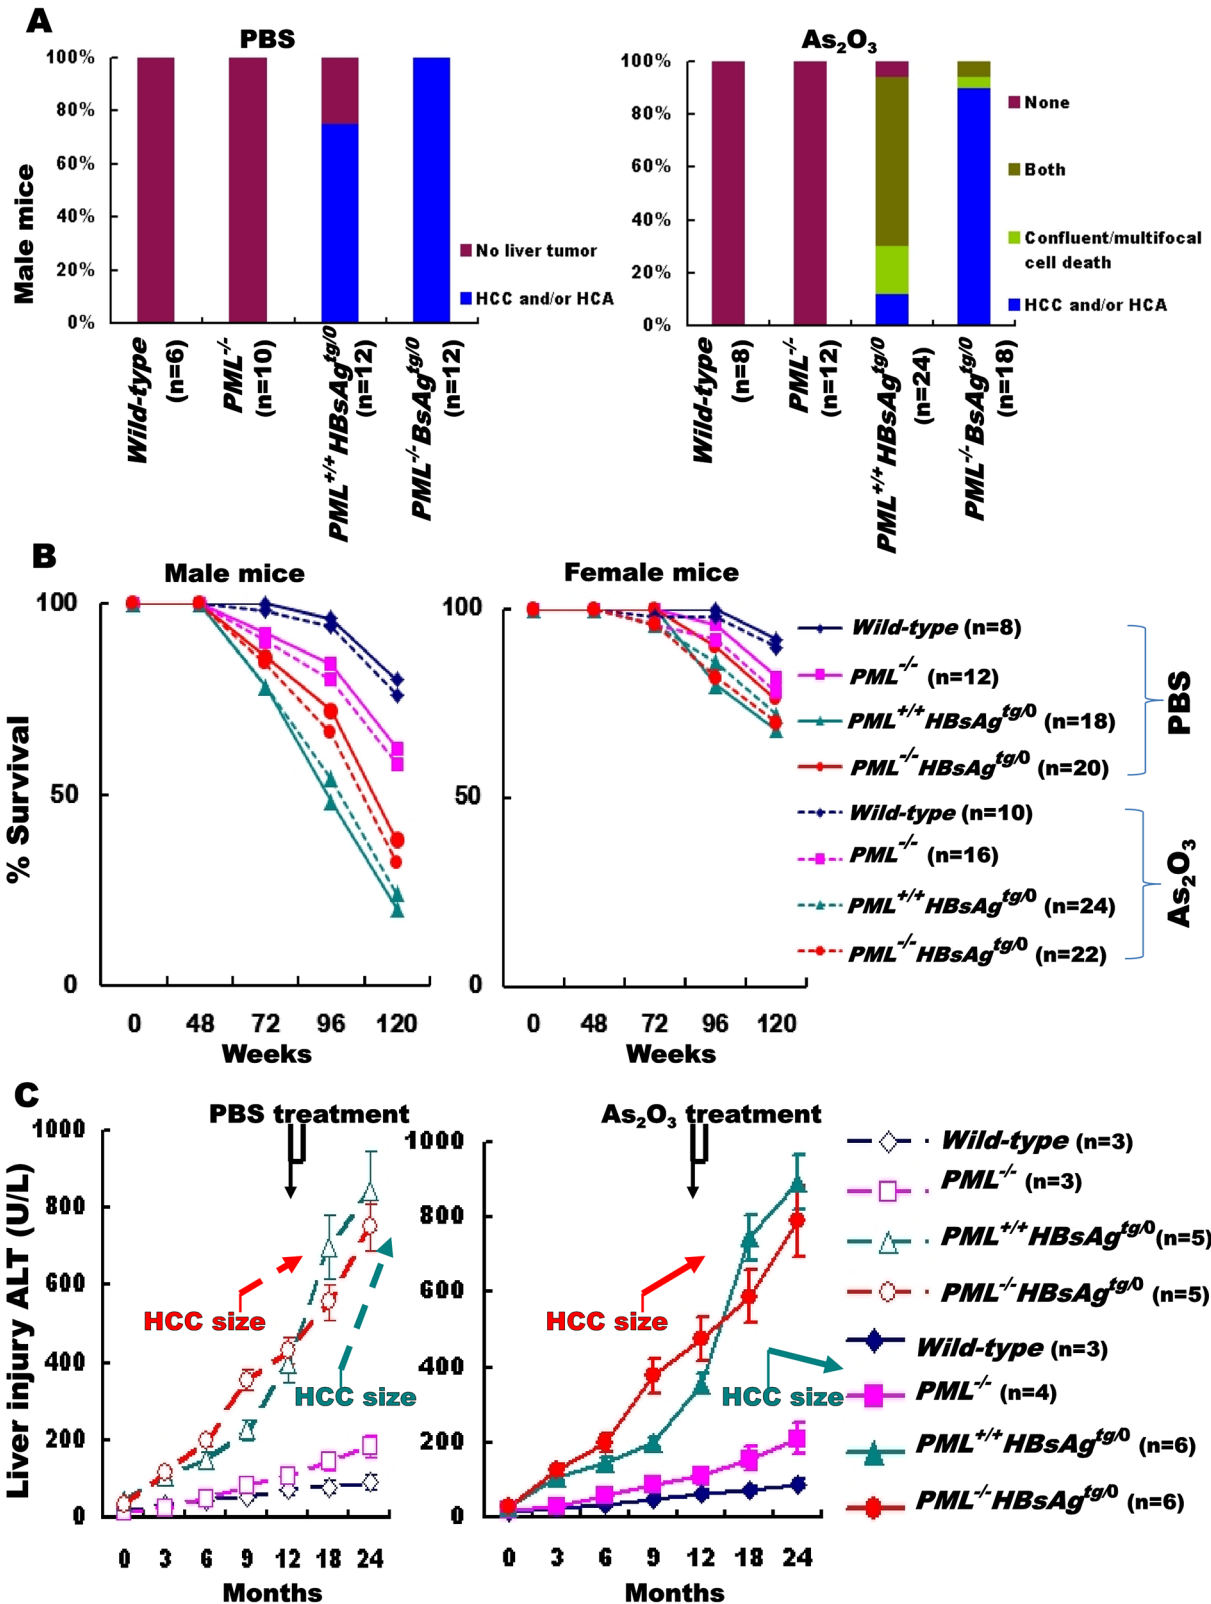 A
PBS
As2O3
Male mice
100%
80%
60%
40%
20%
0%
No liver tumor
HCC and/or HCA
Wild-type
(n=6)
PML-/-
(n=10)
PML+/+HBsAgtg/0
(n=12)
PML-/-BsAgtg/0
(n=12)
100%
80%
60%
40%
20%
0%
None
Both
Confluent/multifocal
cell death
HCC and/or HCA
Wild-type
(n=8)
PML-/-
(n=12)
PML+/+HBsAgtg/0
(n=24)
PML-/-BsAgtg/0
(n=18)
B
Male mice
Female mice
% Survival
100
50
0
0 48 72 96 120
Weeks
100
50
0
0 48 72 96 120
Weeks
Wild-type (n=8)
PML-/- (n=12)
PML+/+HBsAgtg/0 (n=18)
PML-/-HBsAgtg/0 (n=20)
PBS
Wild-type (n=10)
PML-/- (n=16)
PML+/+HBsAgtg/0 (n=24)
PML-/-HBsAgtg/0 (n=22)
As2O3
C
PBS treatment
As2O3 treatment
Liver injury ALT (U/L)
1000
800
600
400
200
0
HCC size
HCC size
0 3 6 9 12 18 24
Months
1000
800
600
400
200
0
HCC size
HCC size
0 3 6 9 12 18 24
Months
Wild-type (n=3)
PML-/- (n=3)
PML+/+HBsAgtg/0(n=5)
PML-/-HBsAgtg/0 (n=5)
Wild-type (n=3)
PML-/- (n=4)
PML+/+HBsAgtg/0 (n=6)
PML-/-HBsAgtg/0 (n=6)